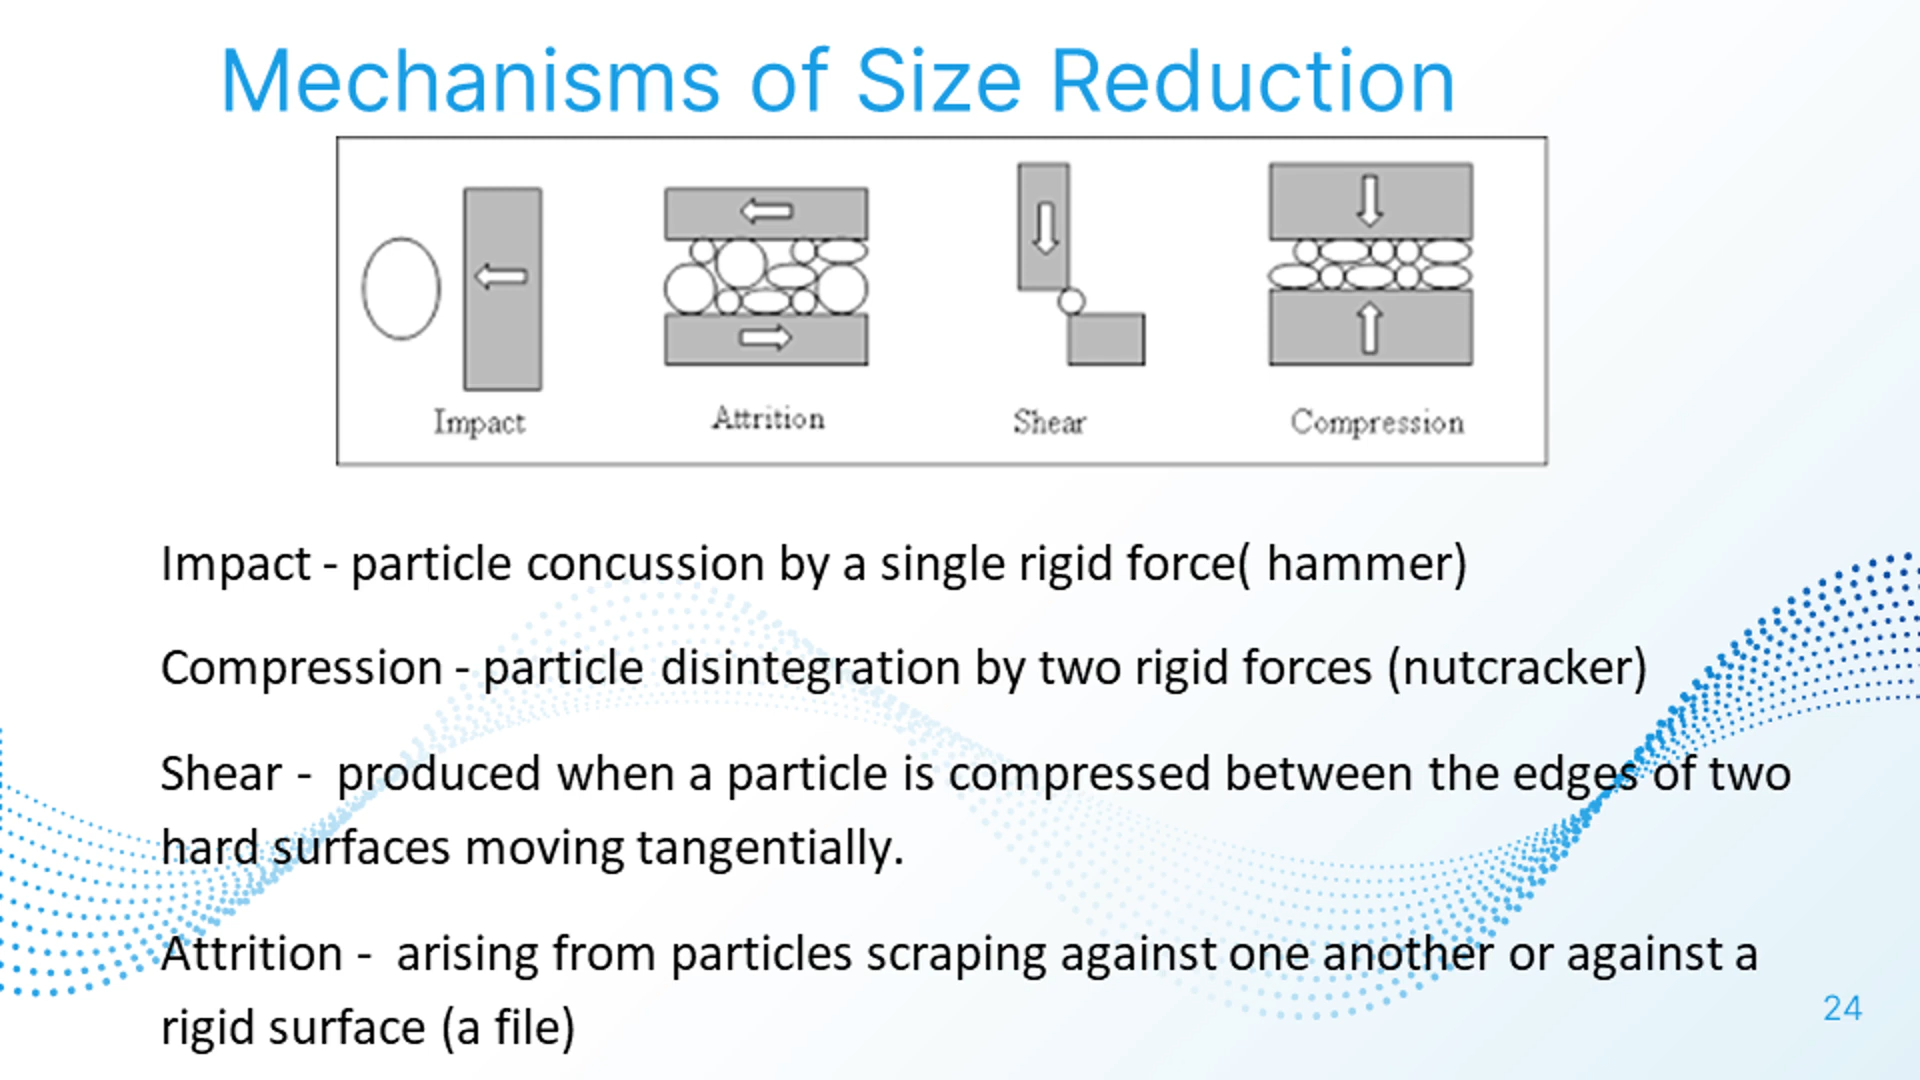 Mechanisms of Size Reduction
Impact
Attrition
Shear
Compression
Impact - particle concussion by a single rigid force( hammer)
Compression - particle disintegration by two rigid forces (nutcracker)
Shear -  produced when a particle is compressed between the edges of two
hard surfaces moving tangentially.
Attrition -  arising from particles scraping against one another or against a
rigid surface (a file)
24